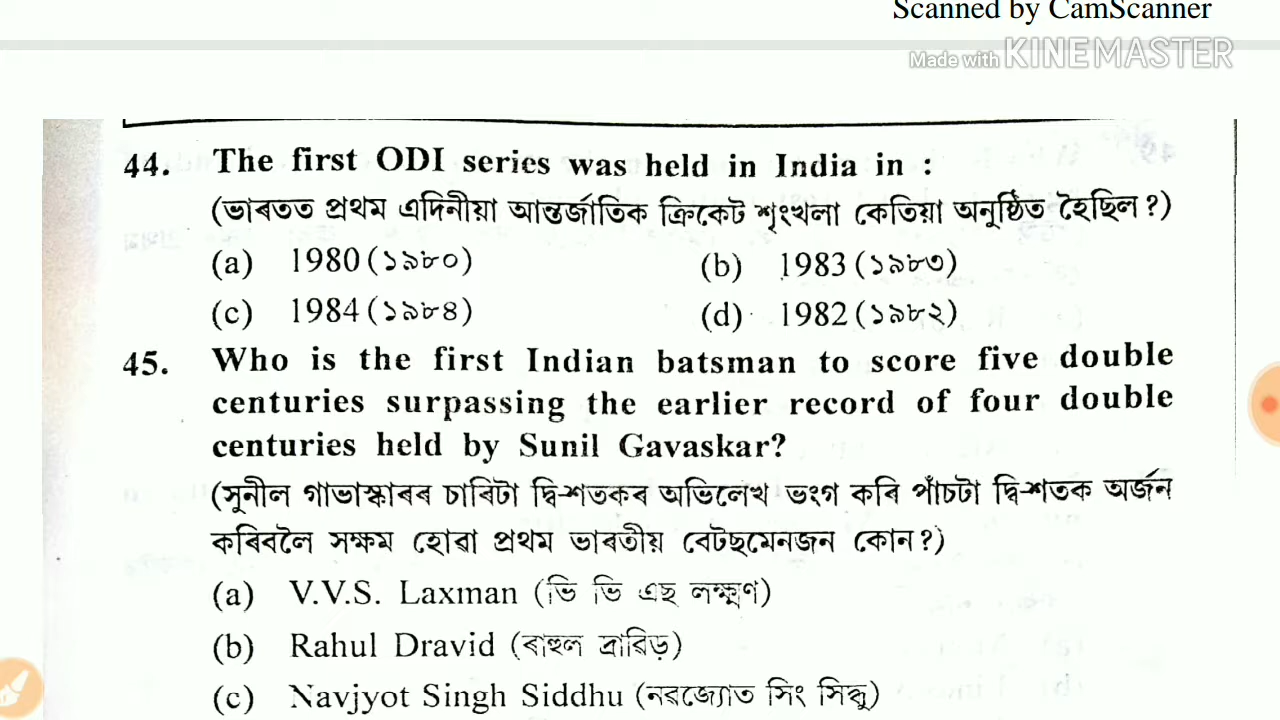 Scanned by CamScanner
Made with KINEMASTER
44. The first ODI series was held in India in :
(ভাৰতত প্ৰথম এদিনীয়া আন্তৰ্জাতিক ক্ৰিকেট শৃংখলা কেতিয়া অনুষ্ঠিত হৈছিল?)
(a) 1980 (১৯৮০) (b) 1983 (১৯৮৩)
(c) 1984 (১৯৮৪) (d) 1982 (১৯৮২)
45. Who is the first Indian batsman to score five double
centuries surpassing the earlier record of four double
centuries held by Sunil Gavaskar?
(সুনীল গাভাস্কাৰৰ চাৰিটা দ্বি-শতকৰ অভিলেখ ভংগ কৰি পাঁচটা দ্বি-শতক অৰ্জন
কৰিবলৈ সক্ষম হোৱা প্ৰথম ভাৰতীয় বেটছমেনজন কোন?)
(a) V.V.S. Laxman (ভি ভি এছ লক্ষ্মণ)
(b) Rahul Dravid (ৰাহুল দ্ৰাবিড়)
(c) Navjyot Singh Siddhu (নৱজ্যোত সিং সিদ্ধু)